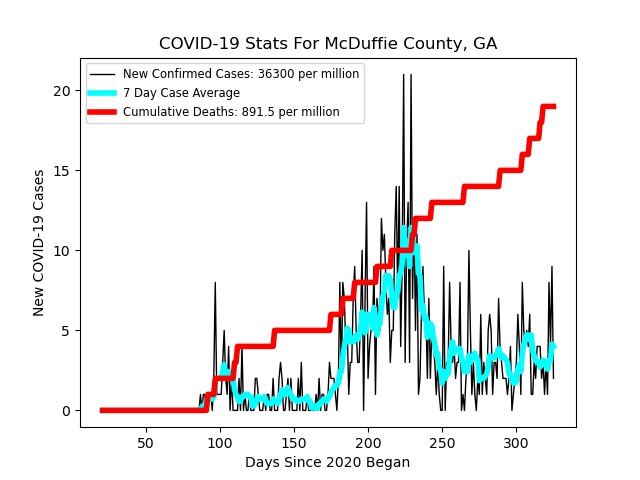 COVID-19 Stats For McDuffie County, GA
New Confirmed Cases: 36300 per million
7 Day Case Average
Cumulative Deaths: 891.5 per million
New COVID-19 Cases
20
15
10
5
0
50 100 150 200 250 300
Days Since 2020 Began